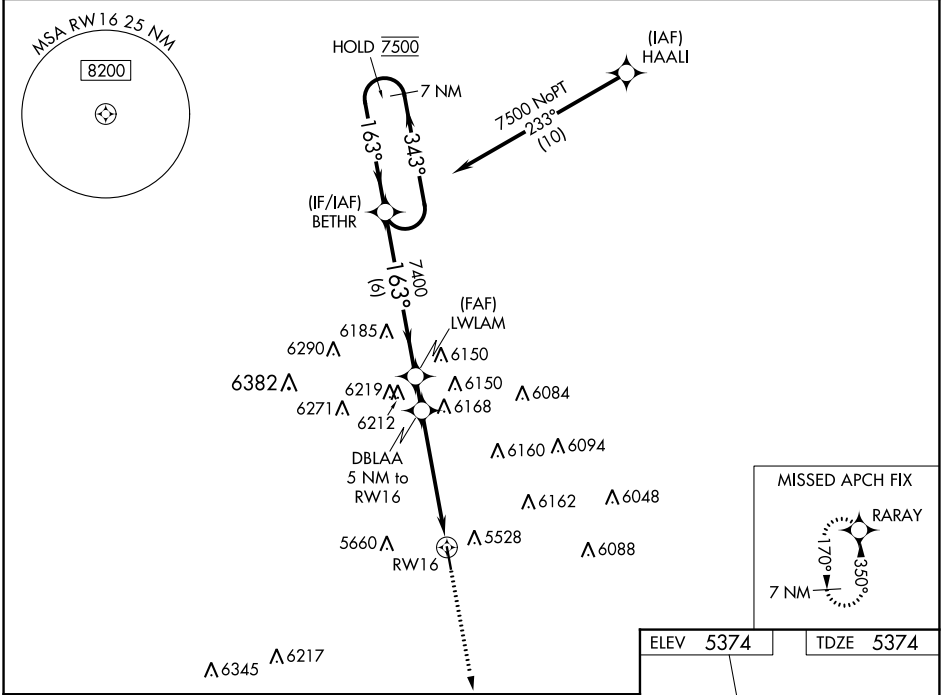 MSA RW16 25 NM
8200
HOLD 7500
7 NM
163°
343°
(IAF)
HAALI
7500 NoPT
233°
(10)
(IF/IAF)
BETHR
7400
163°
(6)
(FAF)
LWLAM
6185
6290
6150
6382
6219
6150
6084
6271
6212
6168
DBLAA
5 NM to
RW16
6160
6094
6162
6048
5660
5528
RW16
6088
MISSED APCH FIX
RARAY
170°
350°
7 NM
6345
6217
ELEV 5374
TDZE 5374